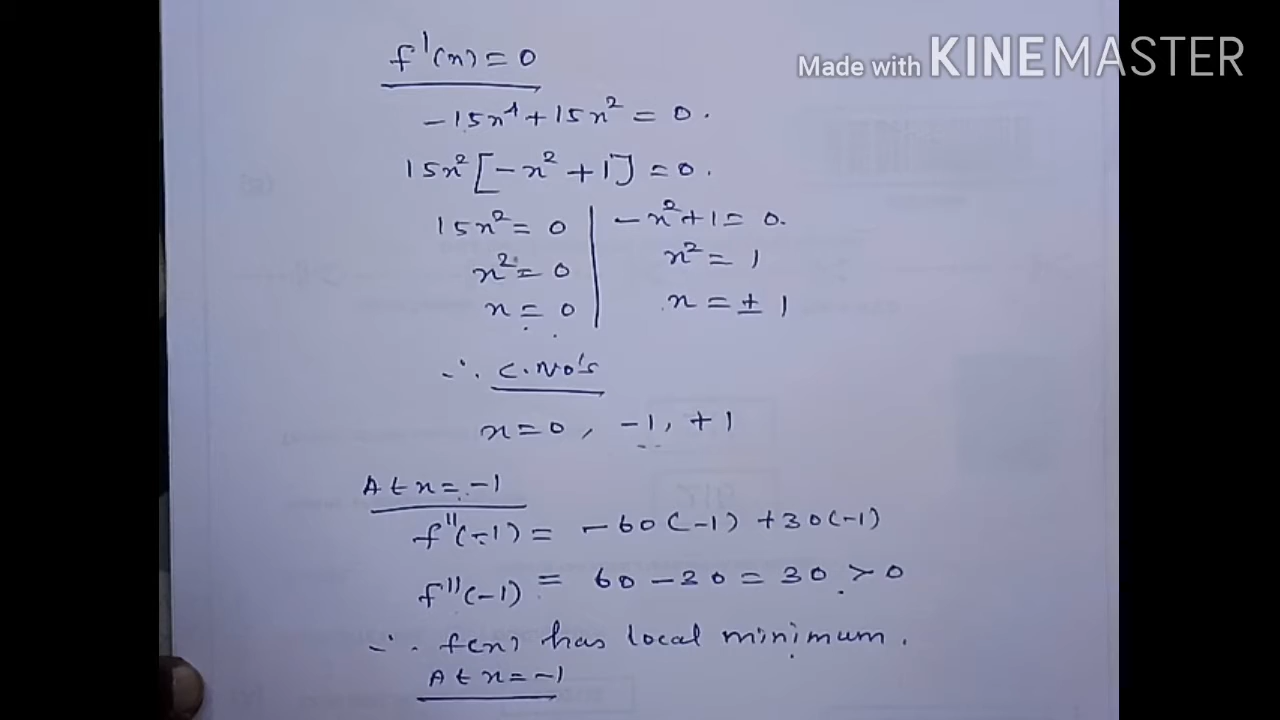 Made with KINEMASTER
f'(x) = 0
-15x⁴ + 15x² = 0.
15x² [-x² + 1] = 0.
15x² = 0 | -x² + 1 = 0.
x² = 0 | x² = 1
x = 0 | x = ± 1
∴ C.No's
x = 0, -1, +1
At x = -1
f''(-1) = -60(-1) + 30(-1)
f''(-1) = 60 - 30 = 30 > 0
∴ f(x) has local minimum.
At x = -1